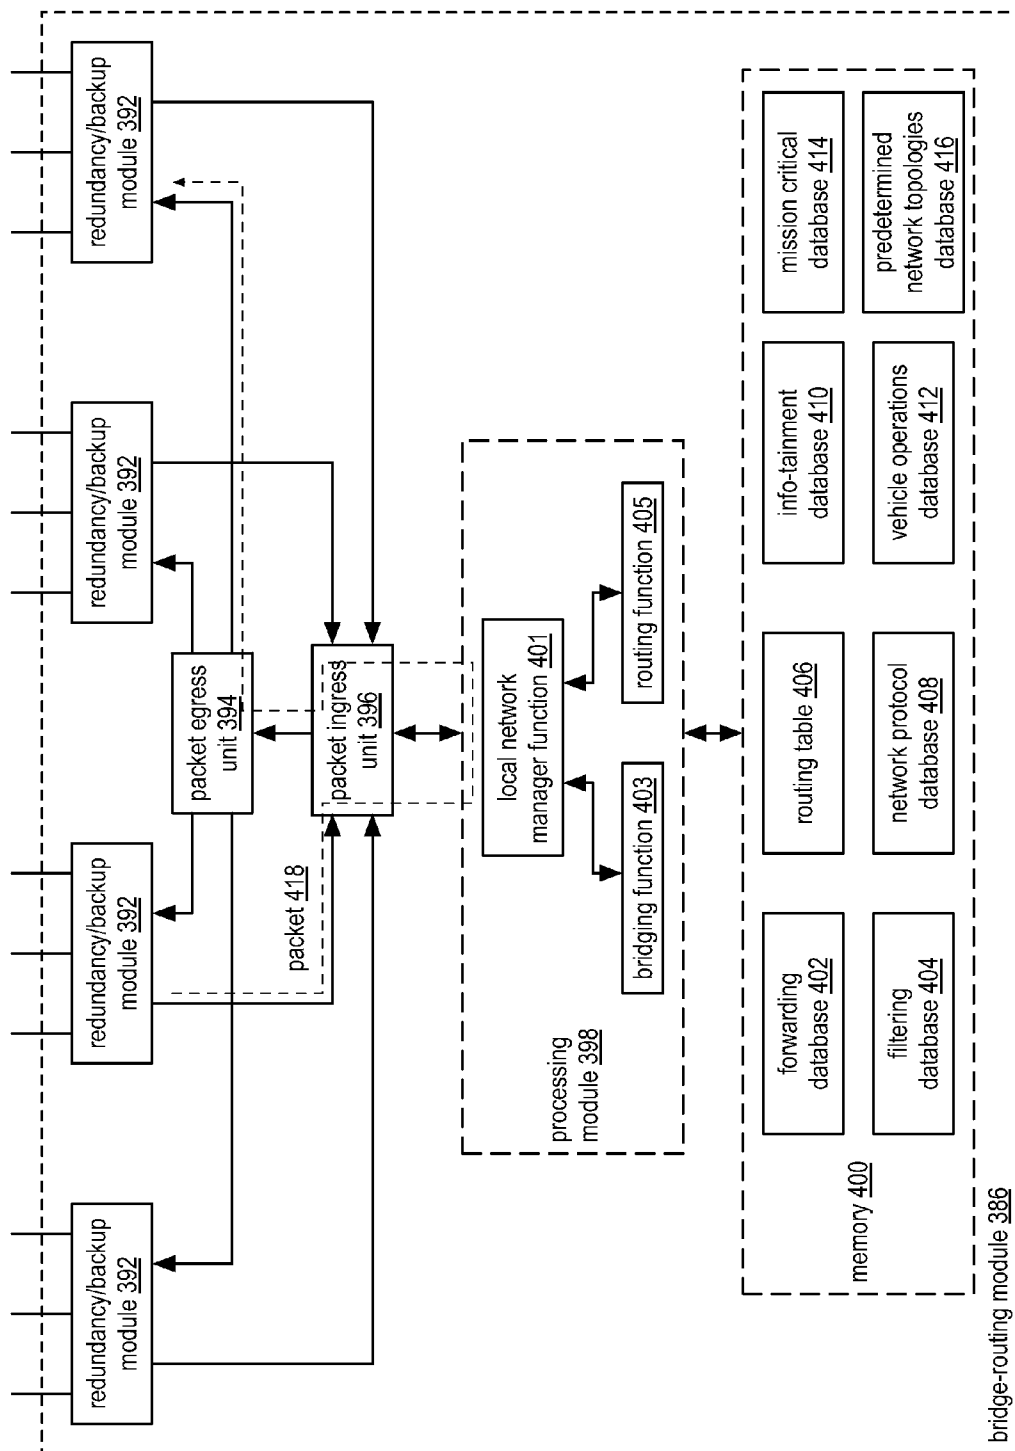 redundancy/backup
module 392
redundancy/backup
module 392
redundancy/backup
module 392
redundancy/backup
module 392
packet egress
unit 394
packet 418
packet ingress
unit 396
local network
manager function 401
bridging function 403
routing function 405
processing
module 398
forwarding
database 402
routing table 406
info-tainment
database 410
mission critical
database 414
filtering
database 404
network protocol
database 408
vehicle operations
database 412
predetermined
network topologies
database 416
memory 400
bridge-routing module 386